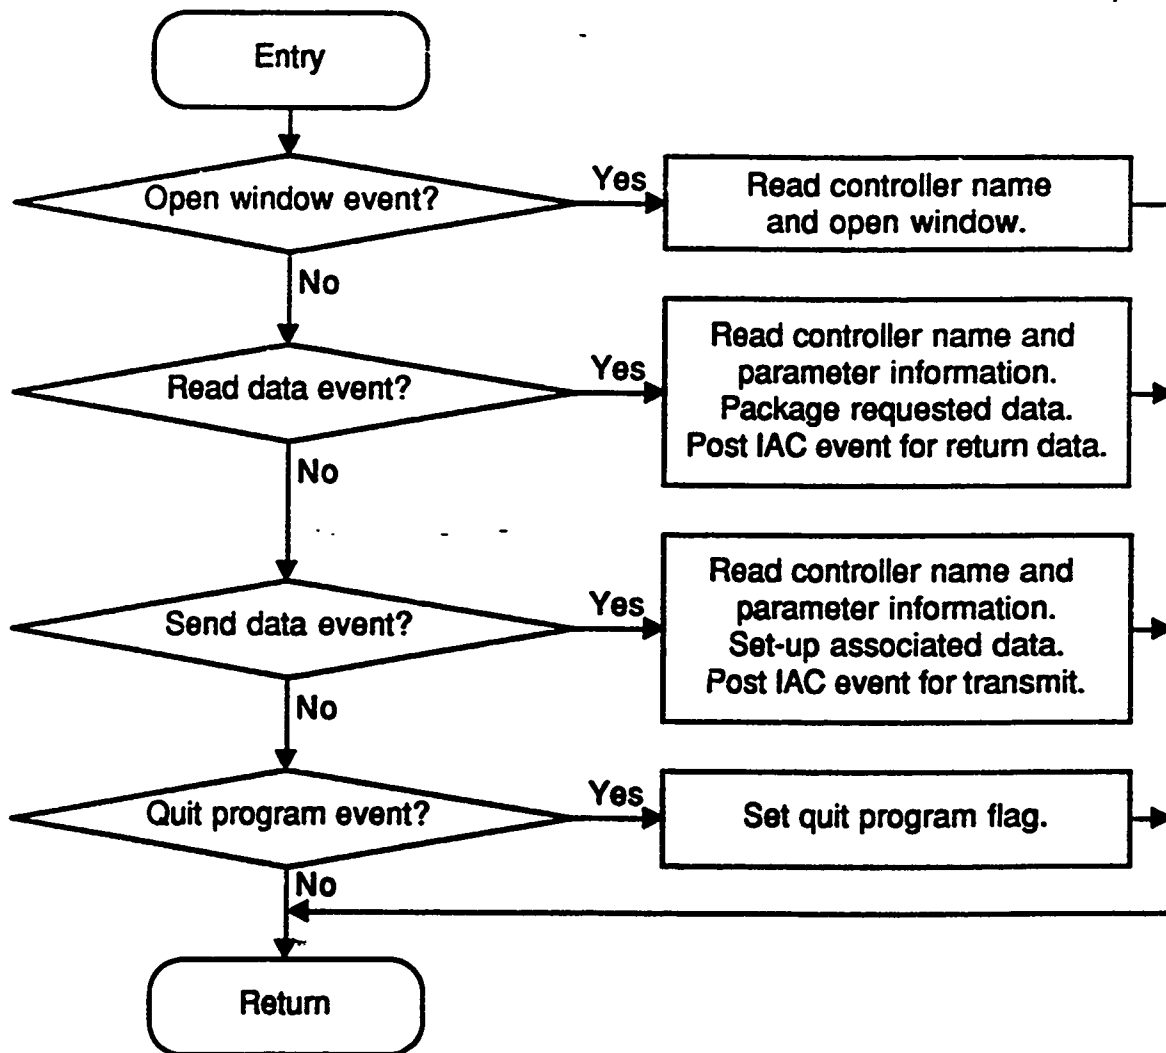 Entry
Open window event?
Yes
Read controller name
and open window.
No
Read data event?
Yes
Read controller name and
parameter information.
Package requested data.
Post IAC event for return data.
No
Send data event?
Yes
Read controller name and
parameter information.
Set-up associated data.
Post IAC event for transmit.
No
Quit program event?
Yes
Set quit program flag.
No
Return